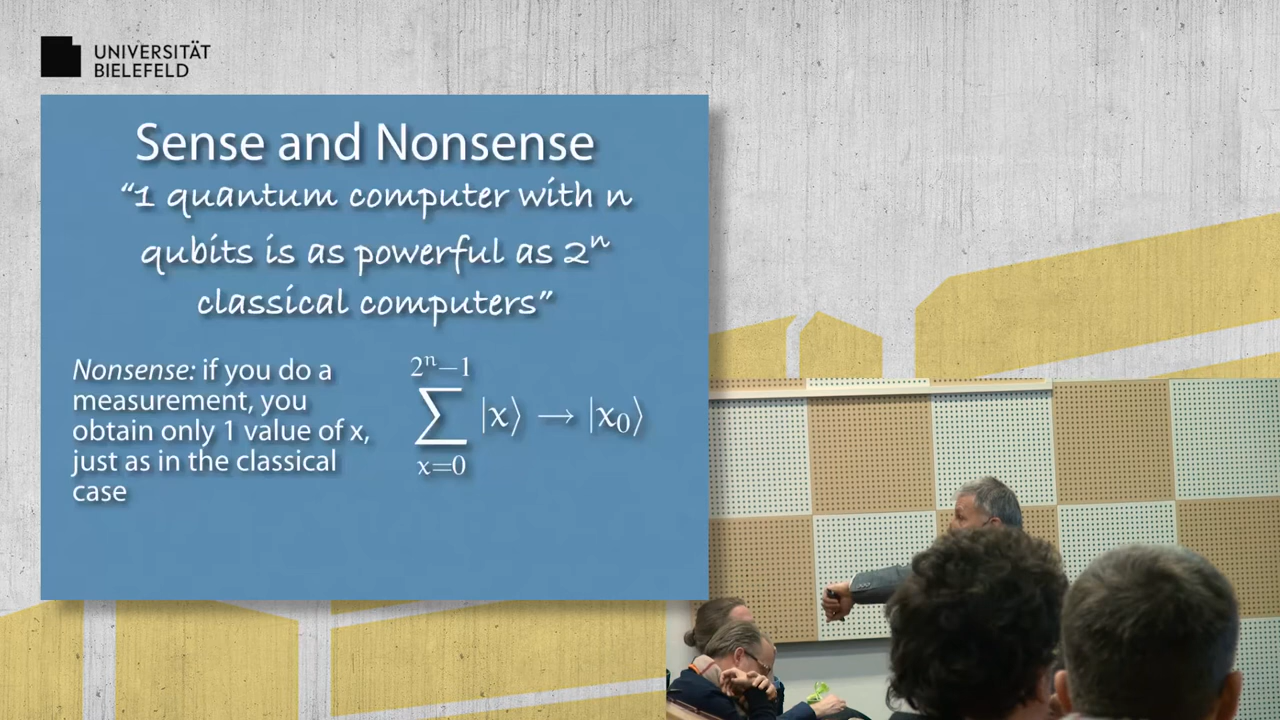 UNIVERSITÄT
BIELEFELD
Sense and Nonsense
“1 quantum computer with n
qubits is as powerful as 2ⁿ
classical computers”
Nonsense: if you do a
measurement, you
obtain only 1 value of x,
just as in the classical
case
2ⁿ−1
∑ |x⟩ → |x₀⟩
x=0